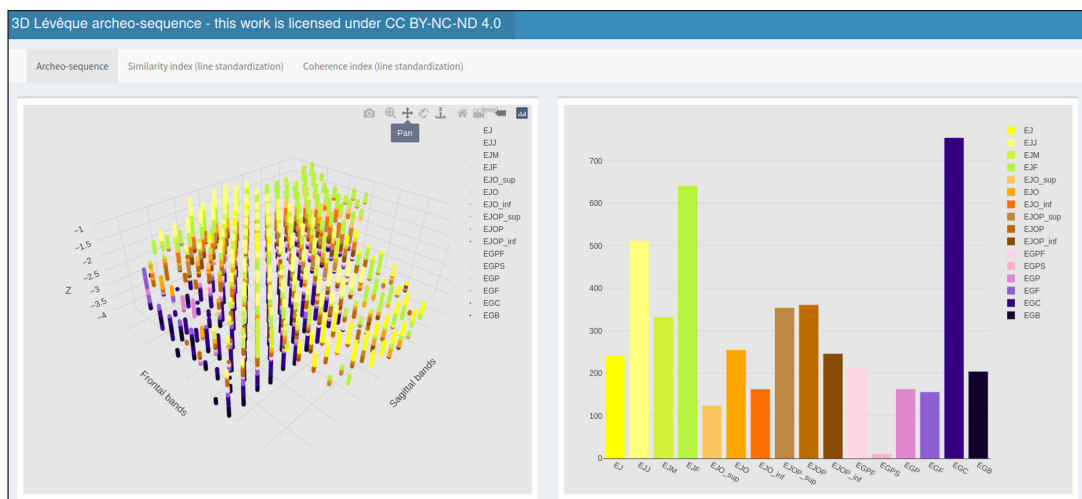 3D Lévêque archeo-sequence - this work is licensed under CC BY-NC-ND 4.0
Archeo-sequence
Similarity index (line standardization)
Coherence index (line standardization)
level
Pan
EJ
EJJ
EJM
EJF
EJO_sup
EJO
EJO_inf
EJOP_sup
EJOP
EJOP_inf
EGPF
EGPS
EGP
EGF
EGC
EGB
−1
−1.5
−2
−2.5
−3
−3.5
−4
Z
Frontal bands
Sagittal bands
700
600
500
400
300
200
100
0
EJ
EJJ
EJM
EJF
EJO_sup
EJO
EJO_inf
EJOP_sup
EJOP
EJOP_inf
EGPF
EGPS
EGP
EGF
EGC
EGB
EJ
EJJ
EJM
EJF
EJO_sup
EJO
EJO_inf
EJOP_sup
EJOP
EJOP_inf
EGPF
EGPS
EGP
EGF
EGC
EGB